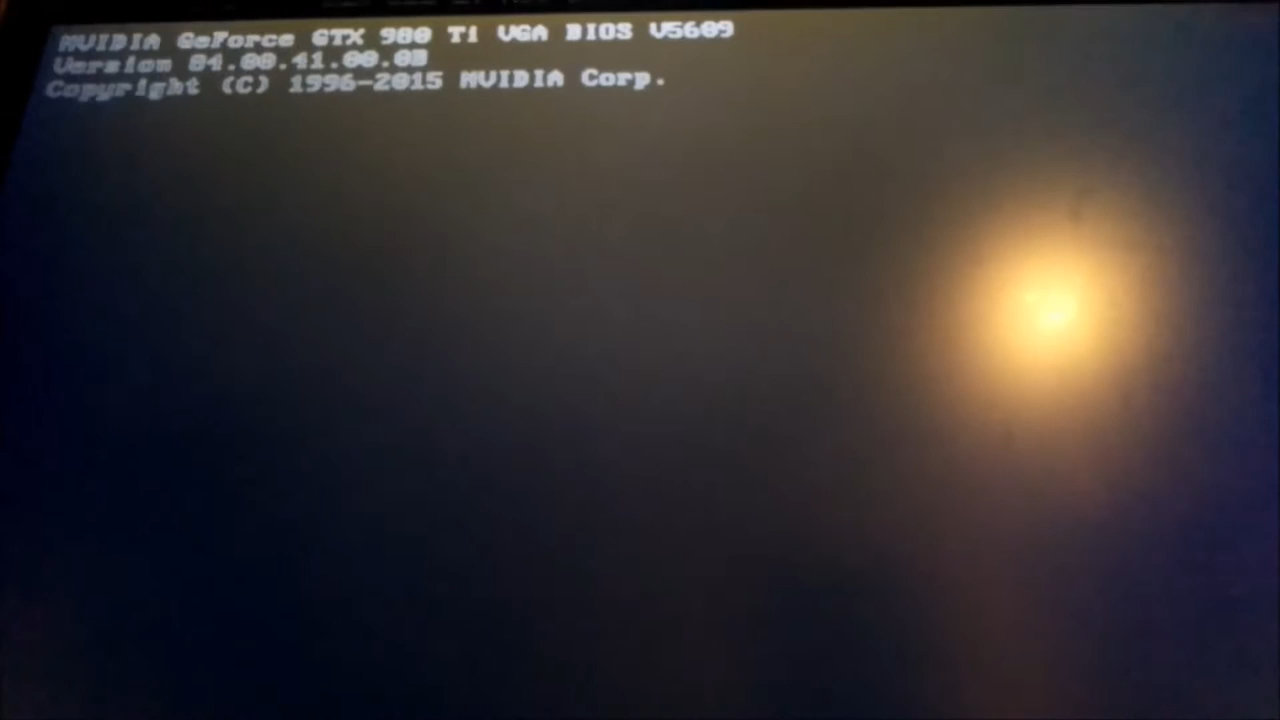 NVIDIA GeForce GTX 980 Ti VGA BIOS V5609
Version 84.00.41.00.0B
Copyright (C) 1996-2015 NVIDIA Corp.